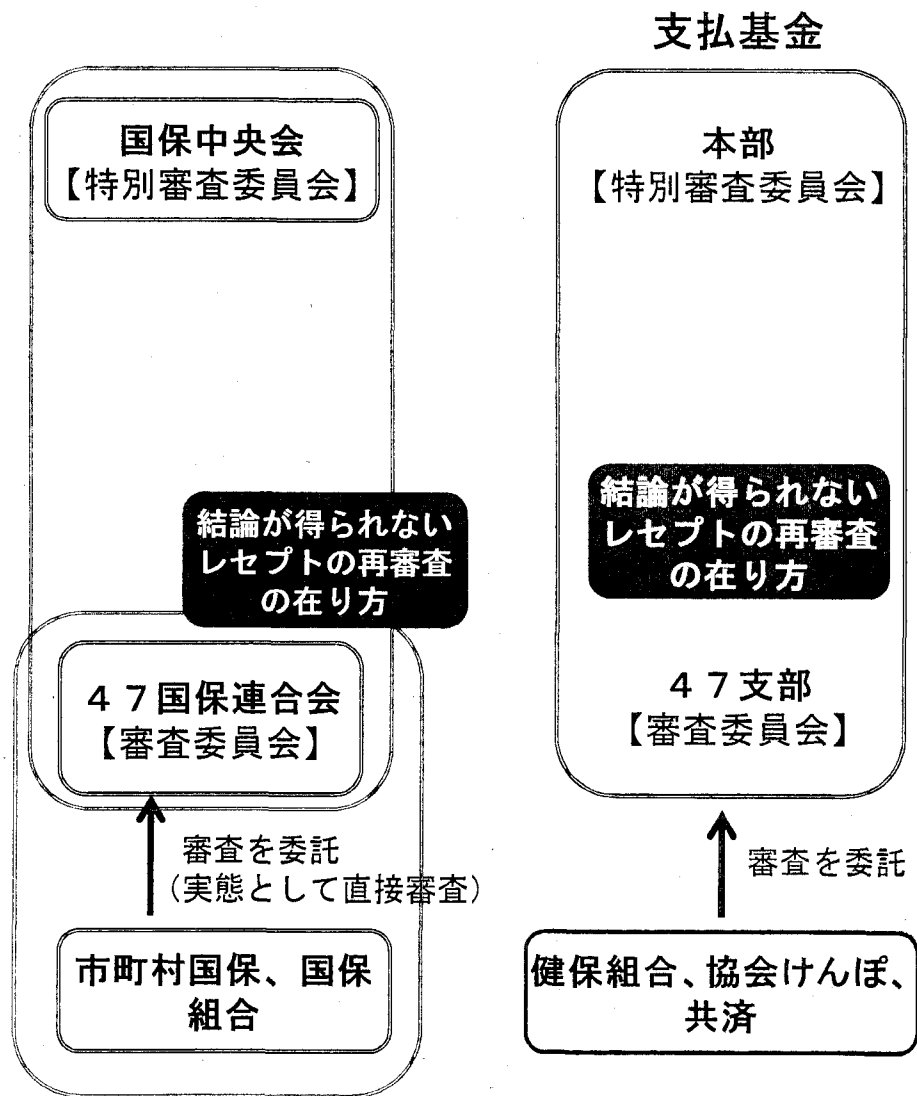 支払基金
国保中央会
【特別審査委員会】
結論が得られない
レセプトの再審査
の在り方
４７国保連合会
【審査委員会】
審査を委託
（実態として直接審査）
市町村国保、国保
組合
本部
【特別審査委員会】
結論が得られない
レセプトの再審査
の在り方
４７支部
【審査委員会】
審査を委託
健保組合、協会けんぽ、
共済